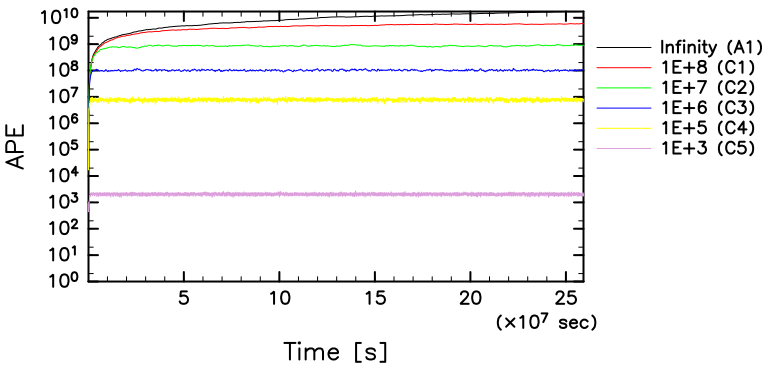 10¹⁰
10⁹
10⁸
10⁷
10⁶
10⁵
10⁴
10³
10²
10¹
10⁰
APE
5 10 15 20 25
(×10⁷ sec)
Time [s]
Infinity (A1)
1E+8 (C1)
1E+7 (C2)
1E+6 (C3)
1E+5 (C4)
1E+3 (C5)